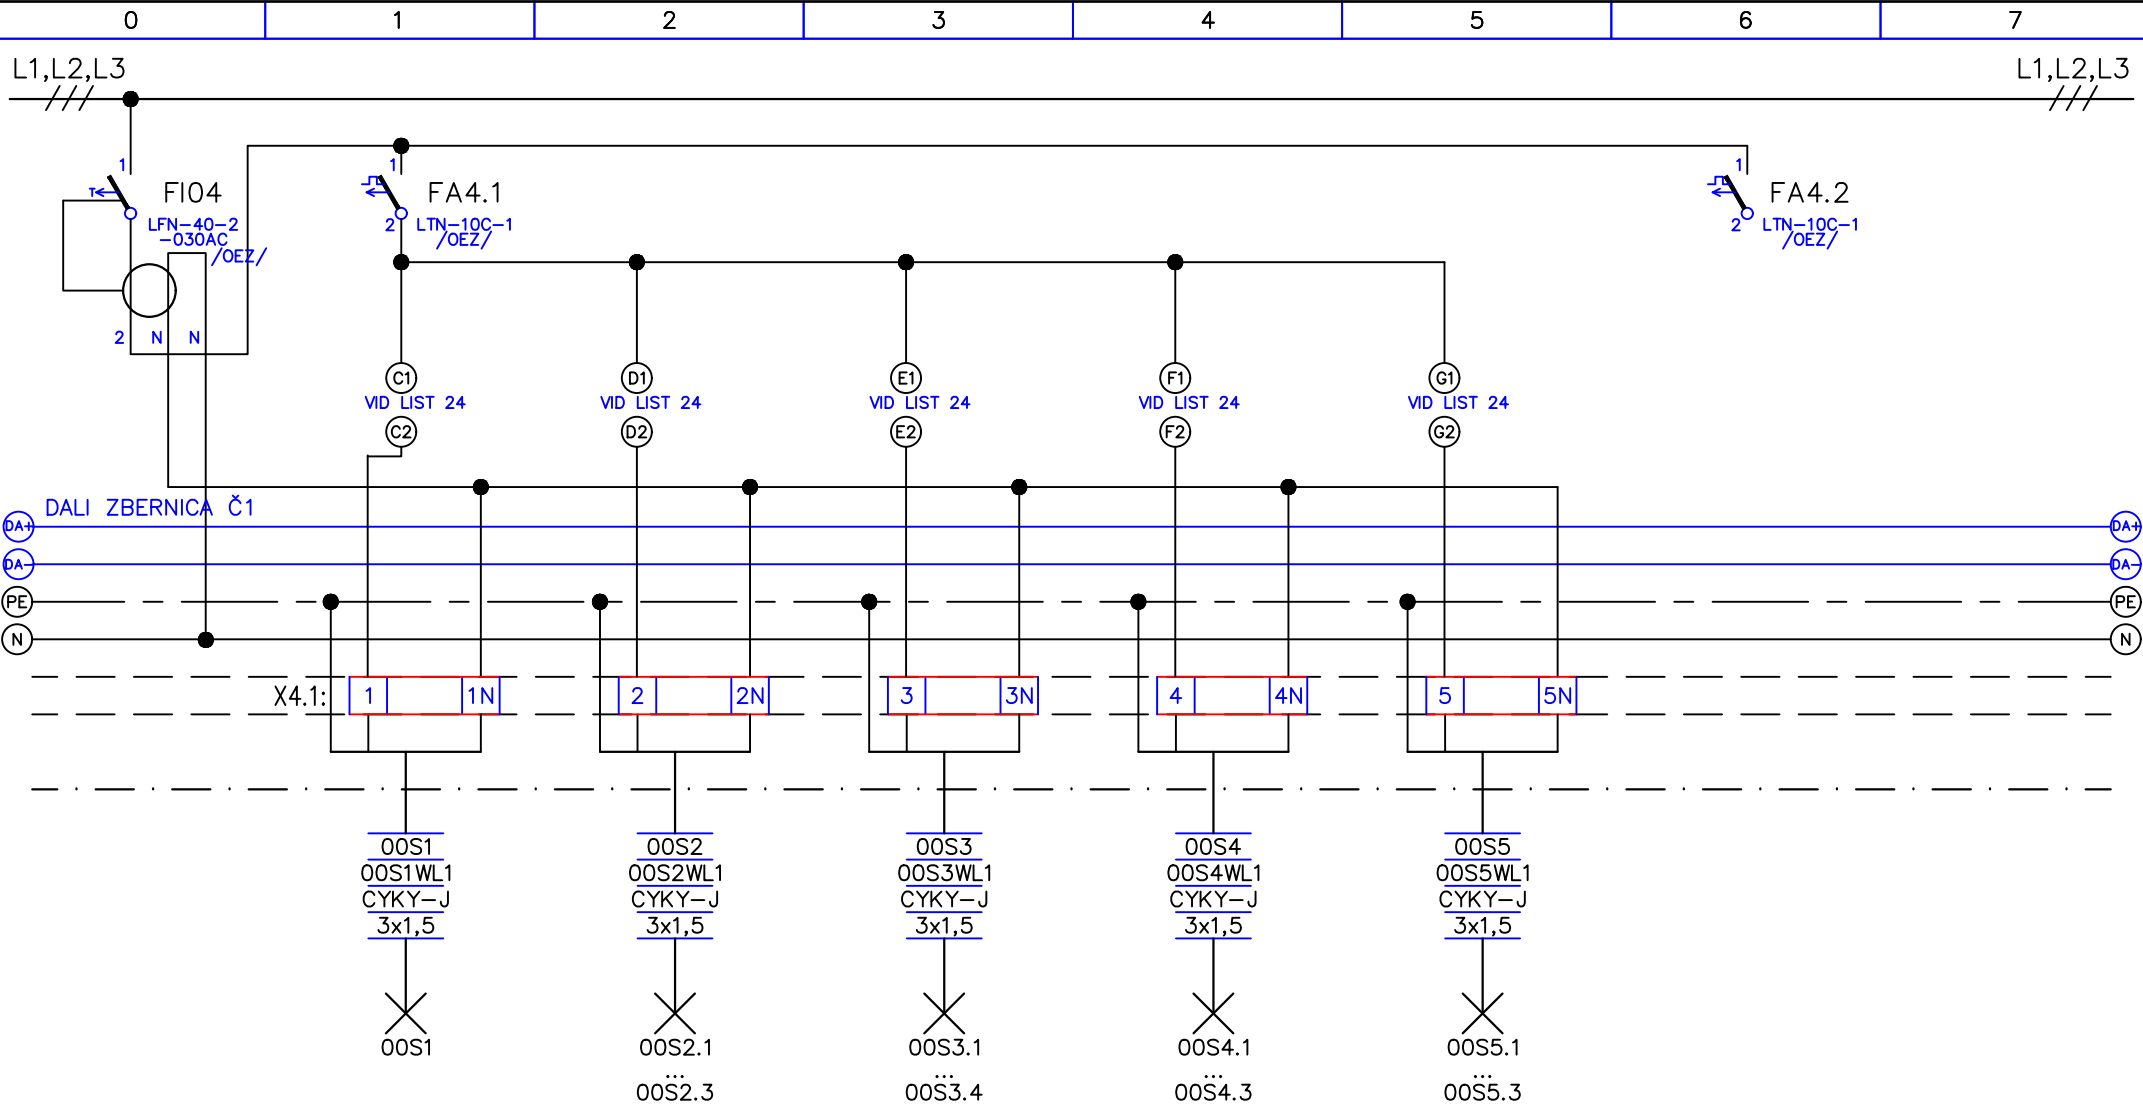 0 1 2 3 4 5 6 7
L1,L2,L3 L1,L2,L3
1 1 1
T FI04 FA4.1 FA4.2
LFN-40-2 2 LTN-10C-1 2 LTN-10C-1
-030AC /OEZ/ /OEZ/
/OEZ/
2 N N
C1 D1 E1 F1 G1
VID LIST 24 VID LIST 24 VID LIST 24 VID LIST 24 VID LIST 24
C2 D2 E2 F2 G2
DALI ZBERNICA Č1
DA+ DA+
DA- DA-
PE PE
N N
X4.1: 1 1N 2 2N 3 3N 4 4N 5 5N
00S1 00S2 00S3 00S4 00S5
00S1WL1 00S2WL1 00S3WL1 00S4WL1 00S5WL1
CYKY-J CYKY-J CYKY-J CYKY-J CYKY-J
3x1,5 3x1,5 3x1,5 3x1,5 3x1,5
00S1 00S2.1 00S3.1 00S4.1 00S5.1
... ... ... ...
00S2.3 00S3.4 00S4.3 00S5.3